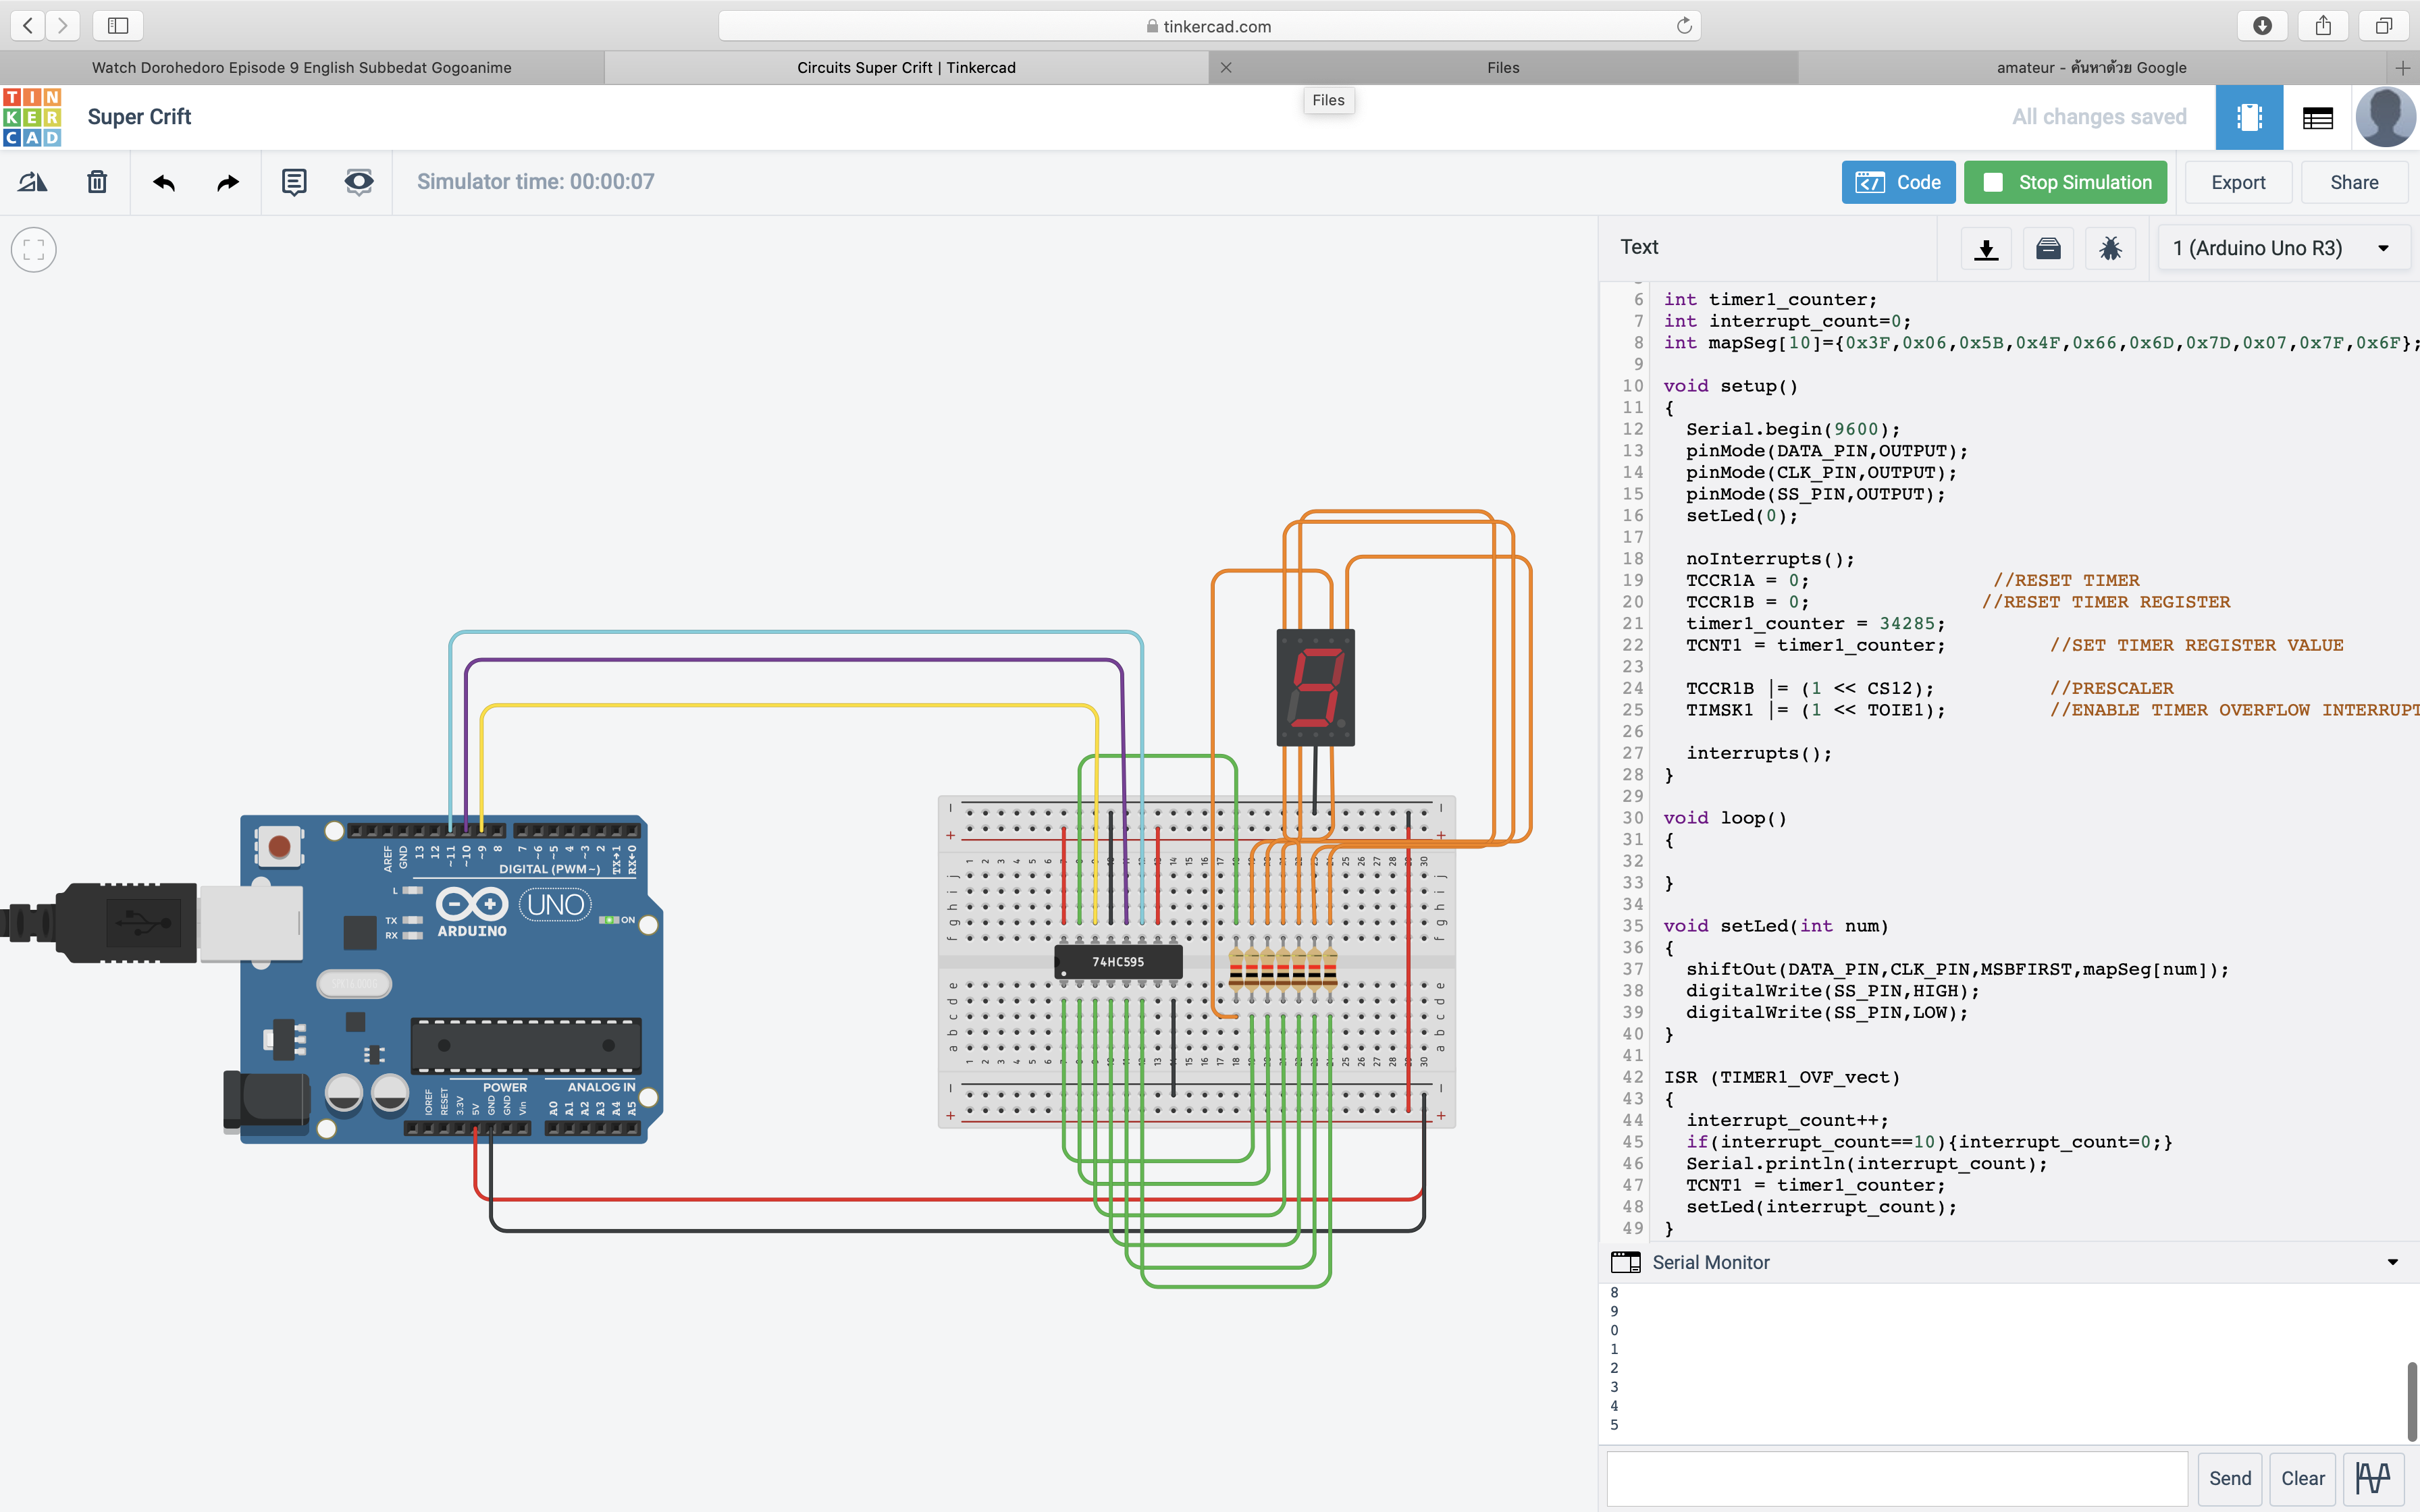 tinkercad.com
Watch Dorohedoro Episode 9 English Subbedat Gogoanime
Circuits Super Crift | Tinkercad
Files
amateur - ค้นหาด้วย Google
Files
TIN
KER
CAD
Super Crift
All changes saved
Simulator time: 00:00:07
Code
Stop Simulation
Export
Share
Text
1 (Arduino Uno R3)
6 int timer1_counter;
7 int interrupt_count=0;
8 int mapSeg[10]={0x3F,0x06,0x5B,0x4F,0x66,0x6D,0x7D,0x07,0x7F,0x6F};
9
10 void setup()
11 {
12 Serial.begin(9600);
13 pinMode(DATA_PIN,OUTPUT);
14 pinMode(CLK_PIN,OUTPUT);
15 pinMode(SS_PIN,OUTPUT);
16 setLed(0);
17
18 noInterrupts();
19 TCCR1A = 0; //RESET TIMER
20 TCCR1B = 0; //RESET TIMER REGISTER
21 timer1_counter = 34285;
22 TCNT1 = timer1_counter; //SET TIMER REGISTER VALUE
23
24 TCCR1B |= (1 << CS12); //PRESCALER
25 TIMSK1 |= (1 << TOIE1); //ENABLE TIMER OVERFLOW INTERRUPT
26
27 interrupts();
28 }
29
30 void loop()
31 {
32
33 }
34
35 void setLed(int num)
36 {
37 shiftOut(DATA_PIN,CLK_PIN,MSBFIRST,mapSeg[num]);
38 digitalWrite(SS_PIN,HIGH);
39 digitalWrite(SS_PIN,LOW);
40 }
41
42 ISR (TIMER1_OVF_vect)
43 {
44 interrupt_count++;
45 if(interrupt_count==10){interrupt_count=0;}
46 Serial.println(interrupt_count);
47 TCNT1 = timer1_counter;
48 setLed(interrupt_count);
49 }
Serial Monitor
8
9
0
1
2
3
4
5
Send
Clear
AREF GND 13 12 ~11 ~10 ~9 8 7 ~6 ~5 4 ~3 2 TX→1 RX←0
DIGITAL (PWM~)
L
TX
RX
UNO
ON
ARDUINO
POWER
ANALOG IN
IOREF RESET 3.3V 5V GND GND Vin A0 A1 A2 A3 A4 A5
74HC595